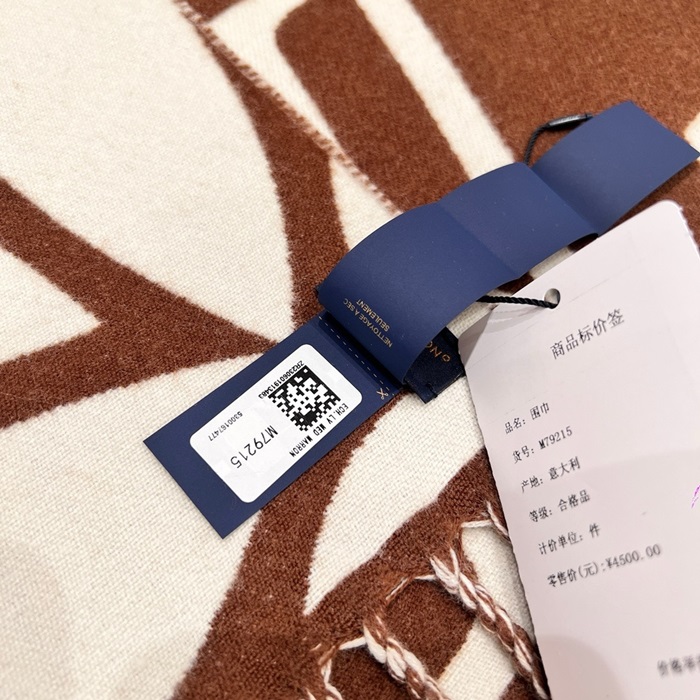 NETTOYAGE A SEC
SEULEMENT
ECH.LV MED MARRON
M79215
5300167477
商品标价签
品名: 围巾
货号: M79215
产地: 意大利
等级: 合格品
计价单位: 件
零售价(元):¥4500.00